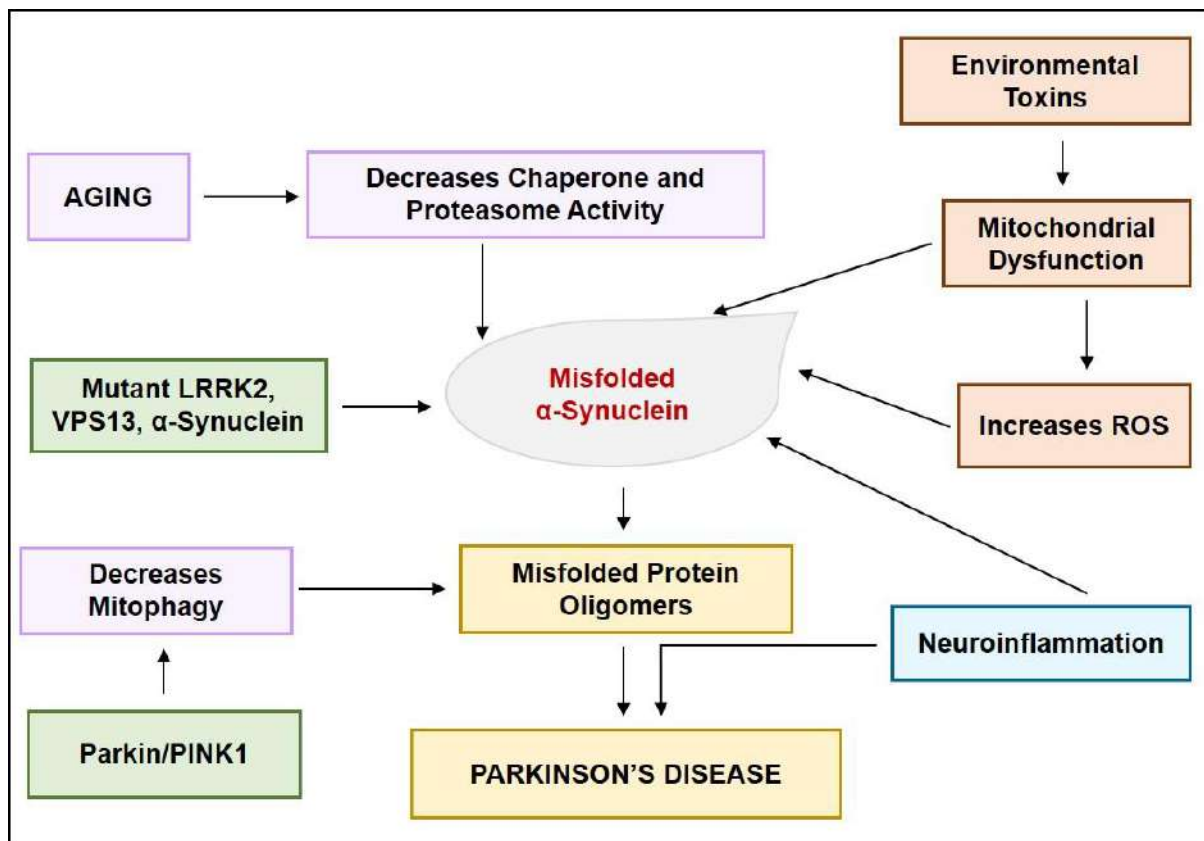 Environmental
Toxins
AGING
Decreases Chaperone and
Proteasome Activity
Mitochondrial
Dysfunction
Mutant LRRK2,
VPS13, α-Synuclein
Misfolded
α-Synuclein
Increases ROS
Decreases
Mitophagy
Misfolded Protein
Oligomers
Neuroinflammation
Parkin/PINK1
PARKINSON'S DISEASE